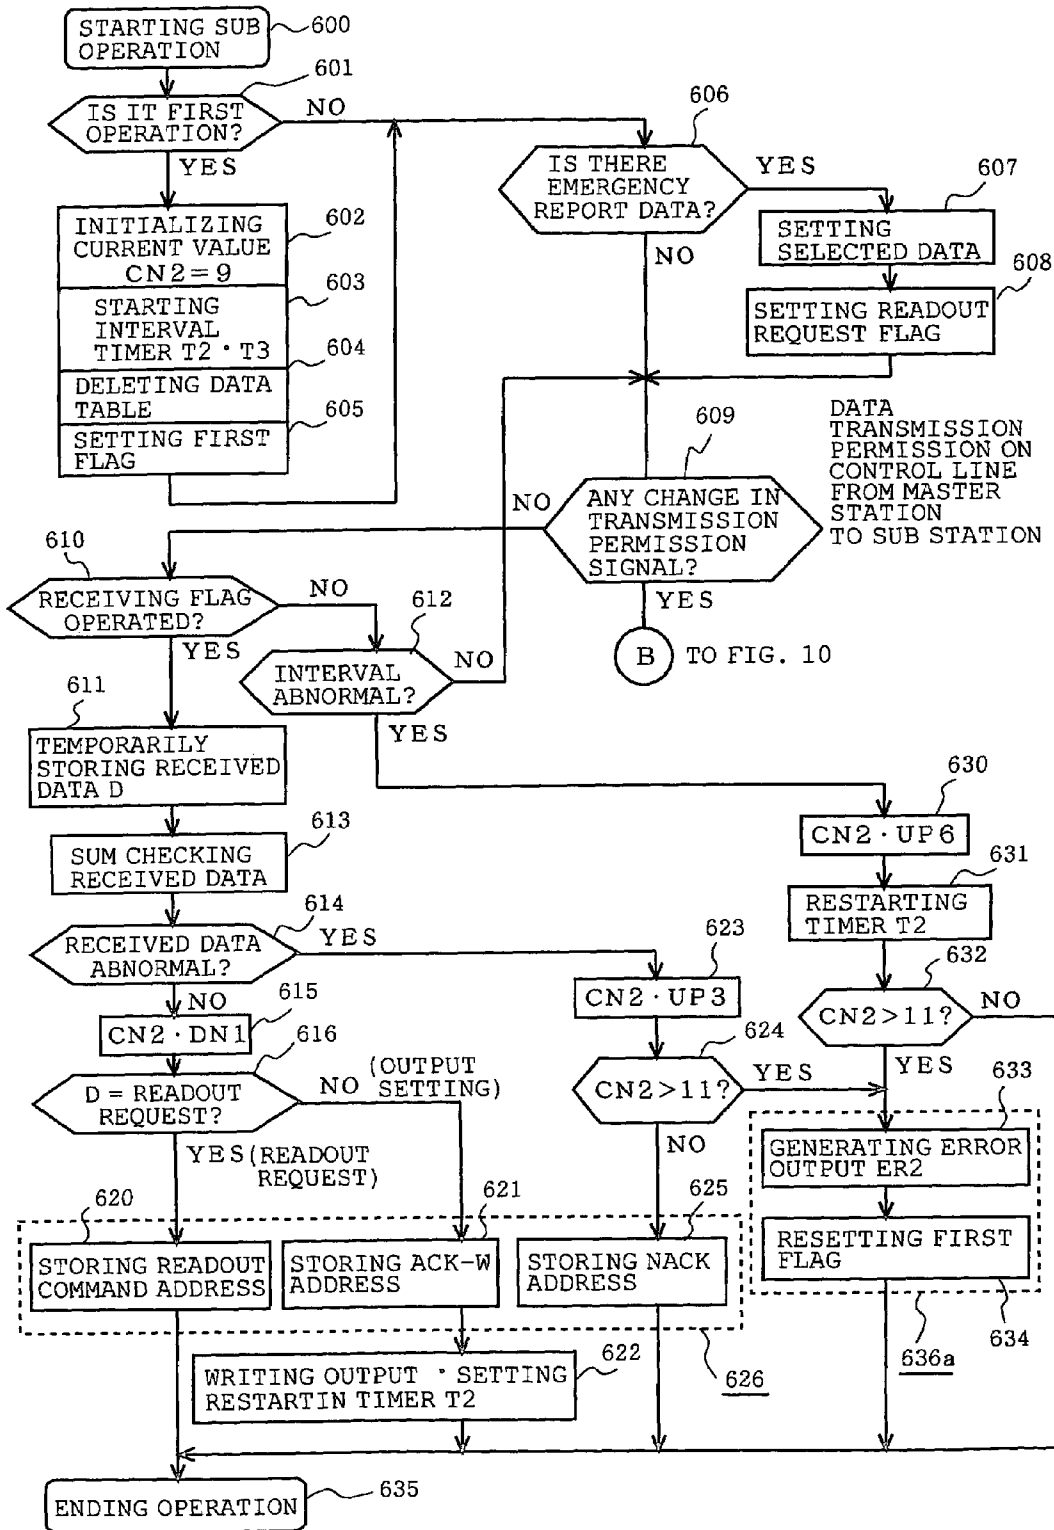 STARTING SUB
OPERATION
600
601
IS IT FIRST
OPERATION?
NO
YES
INITIALIZING
CURRENT VALUE
CN2=9
602
603
STARTING
INTERVAL
TIMER T2・T3
604
DELETING DATA
TABLE
605
SETTING FIRST
FLAG
606
IS THERE
EMERGENCY
REPORT DATA?
YES
NO
607
SETTING
SELECTED DATA
608
SETTING READOUT
REQUEST FLAG
609
ANY CHANGE IN
TRANSMISSION
PERMISSION
SIGNAL?
NO
YES
DATA
TRANSMISSION
PERMISSION ON
CONTROL LINE
FROM MASTER
STATION
TO SUB STATION
B
TO FIG. 10
610
RECEIVING FLAG
OPERATED?
NO
YES
612
INTERVAL
ABNORMAL?
NO
YES
611
TEMPORARILY
STORING RECEIVED
DATA D
613
SUM CHECKING
RECEIVED DATA
614
RECEIVED DATA
ABNORMAL?
YES
NO
615
CN2・DN1
616
D = READOUT
REQUEST?
NO
(OUTPUT
SETTING)
YES
(READOUT
REQUEST)
623
CN2・UP3
624
CN2>11?
YES
NO
630
CN2・UP6
631
RESTARTING
TIMER T2
632
CN2>11?
NO
YES
633
GENERATING ERROR
OUTPUT ER2
RESETTING FIRST
FLAG
634
636a
620
STORING READOUT
COMMAND ADDRESS
621
STORING ACK-W
ADDRESS
625
STORING NACK
ADDRESS
626
622
WRITING OUTPUT・SETTING
RESTARTIN TIMER T2
ENDING OPERATION
635